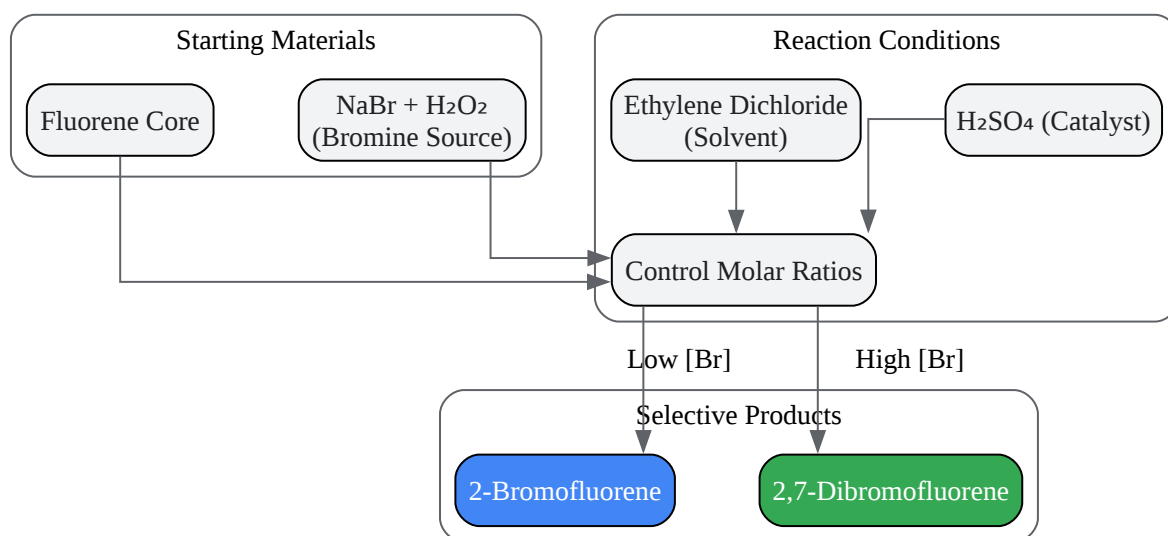 Starting Materials
Reaction Conditions
Fluorene Core
NaBr + H₂O₂
(Bromine Source)
Ethylene Dichloride
(Solvent)
H₂SO₄ (Catalyst)
Control Molar Ratios
Low [Br]
High [Br]
Selective Products
2-Bromofluorene
2,7-Dibromofluorene